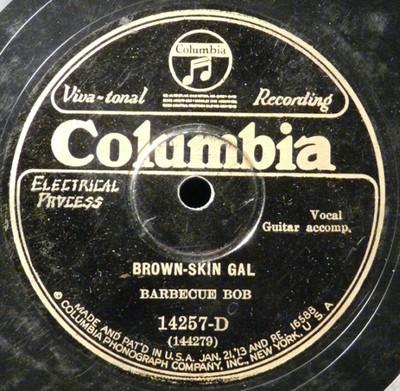 Columbia
Viva-tonal Recording
Columbia
ELECTRICAL
PROCESS
Vocal
Guitar accomp.
BROWN-SKIN GAL
BARBECUE BOB
14257-D
(144279)
MADE AND PAT'D IN U.S.A. JAN. 21, '13 AND RE. 16588
COLUMBIA PHONOGRAPH COMPANY, INC., NEW YORK, U.S.A.